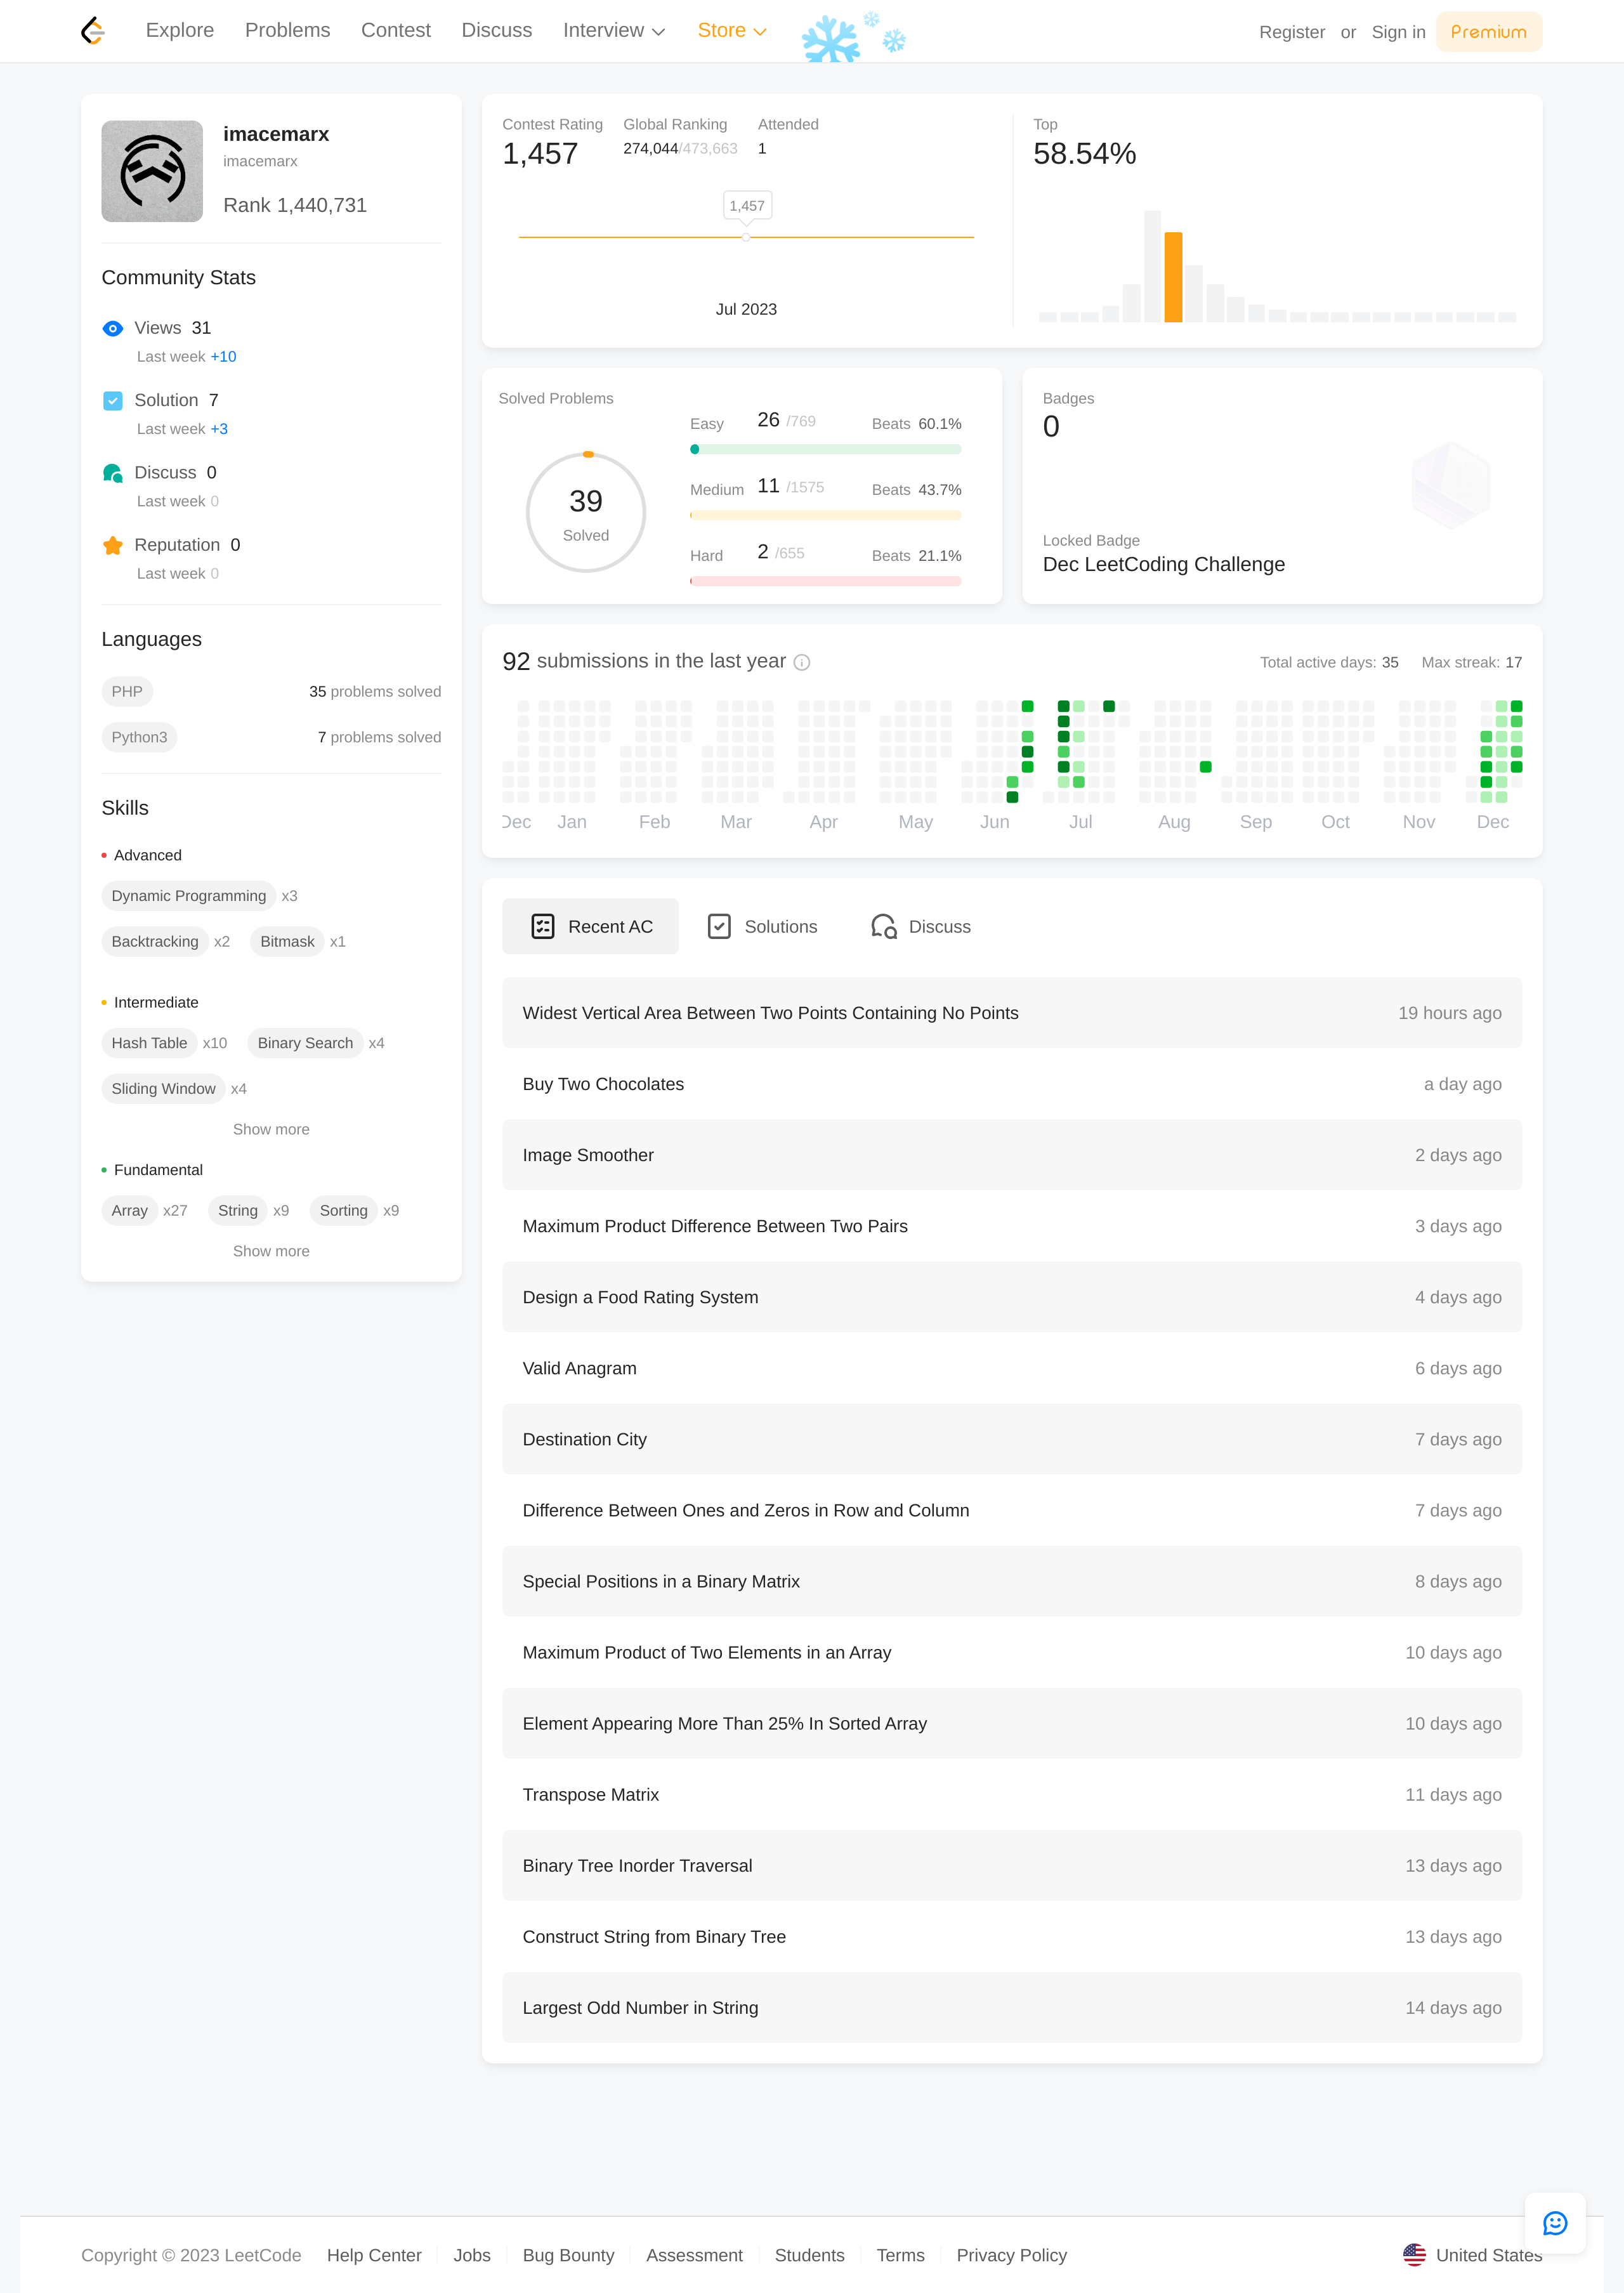 Explore Problems Contest Discuss Interview Store Register or Sign in Premium
imacemarx
imacemarx
Rank 1,440,731
Community Stats
Views 31
Last week +10
Solution 7
Last week +3
Discuss 0
Last week 0
Reputation 0
Last week 0
Languages
PHP 35 problems solved
Python3 7 problems solved
Skills
Advanced
Dynamic Programming x3
Backtracking x2 Bitmask x1
Intermediate
Hash Table x10 Binary Search x4
Sliding Window x4
Show more
Fundamental
Array x27 String x9 Sorting x9
Show more
Contest Rating Global Ranking Attended
1,457 274,044/473,663 1
1,457
Jul 2023
Top
58.54%
Solved Problems
39
Solved
Easy 26 /769 Beats 60.1%
Medium 11 /1575 Beats 43.7%
Hard 2 /655 Beats 21.1%
Badges
0
Locked Badge
Dec LeetCoding Challenge
92 submissions in the last year Total active days: 35 Max streak: 17
Dec Jan Feb Mar Apr May Jun Jul Aug Sep Oct Nov Dec
Recent AC Solutions Discuss
Widest Vertical Area Between Two Points Containing No Points 19 hours ago
Buy Two Chocolates a day ago
Image Smoother 2 days ago
Maximum Product Difference Between Two Pairs 3 days ago
Design a Food Rating System 4 days ago
Valid Anagram 6 days ago
Destination City 7 days ago
Difference Between Ones and Zeros in Row and Column 7 days ago
Special Positions in a Binary Matrix 8 days ago
Maximum Product of Two Elements in an Array 10 days ago
Element Appearing More Than 25% In Sorted Array 10 days ago
Transpose Matrix 11 days ago
Binary Tree Inorder Traversal 13 days ago
Construct String from Binary Tree 13 days ago
Largest Odd Number in String 14 days ago
Copyright © 2023 LeetCode Help Center Jobs Bug Bounty Assessment Students Terms Privacy Policy United States